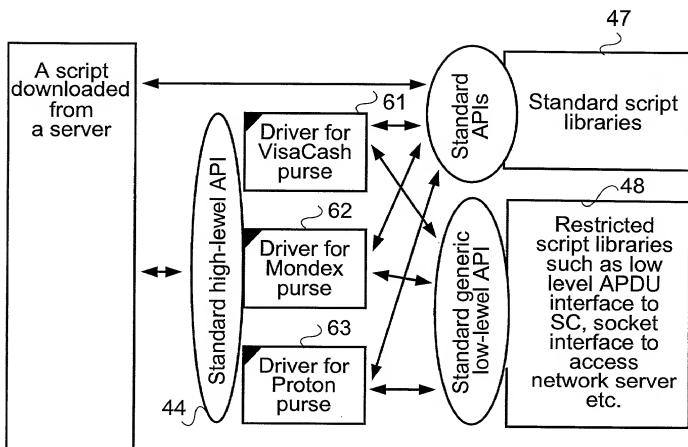 A script
downloaded
from
a server
44
Standard high-level API
61
Driver for
VisaCash
purse
62
Driver for
Mondex
purse
63
Driver for
Proton
purse
Standard
APIs
47
Standard script
libraries
Standard generic
low-level API
48
Restricted
script libraries
such as low
level APDU
interface to
SC, socket
interface to
access
network server
etc.